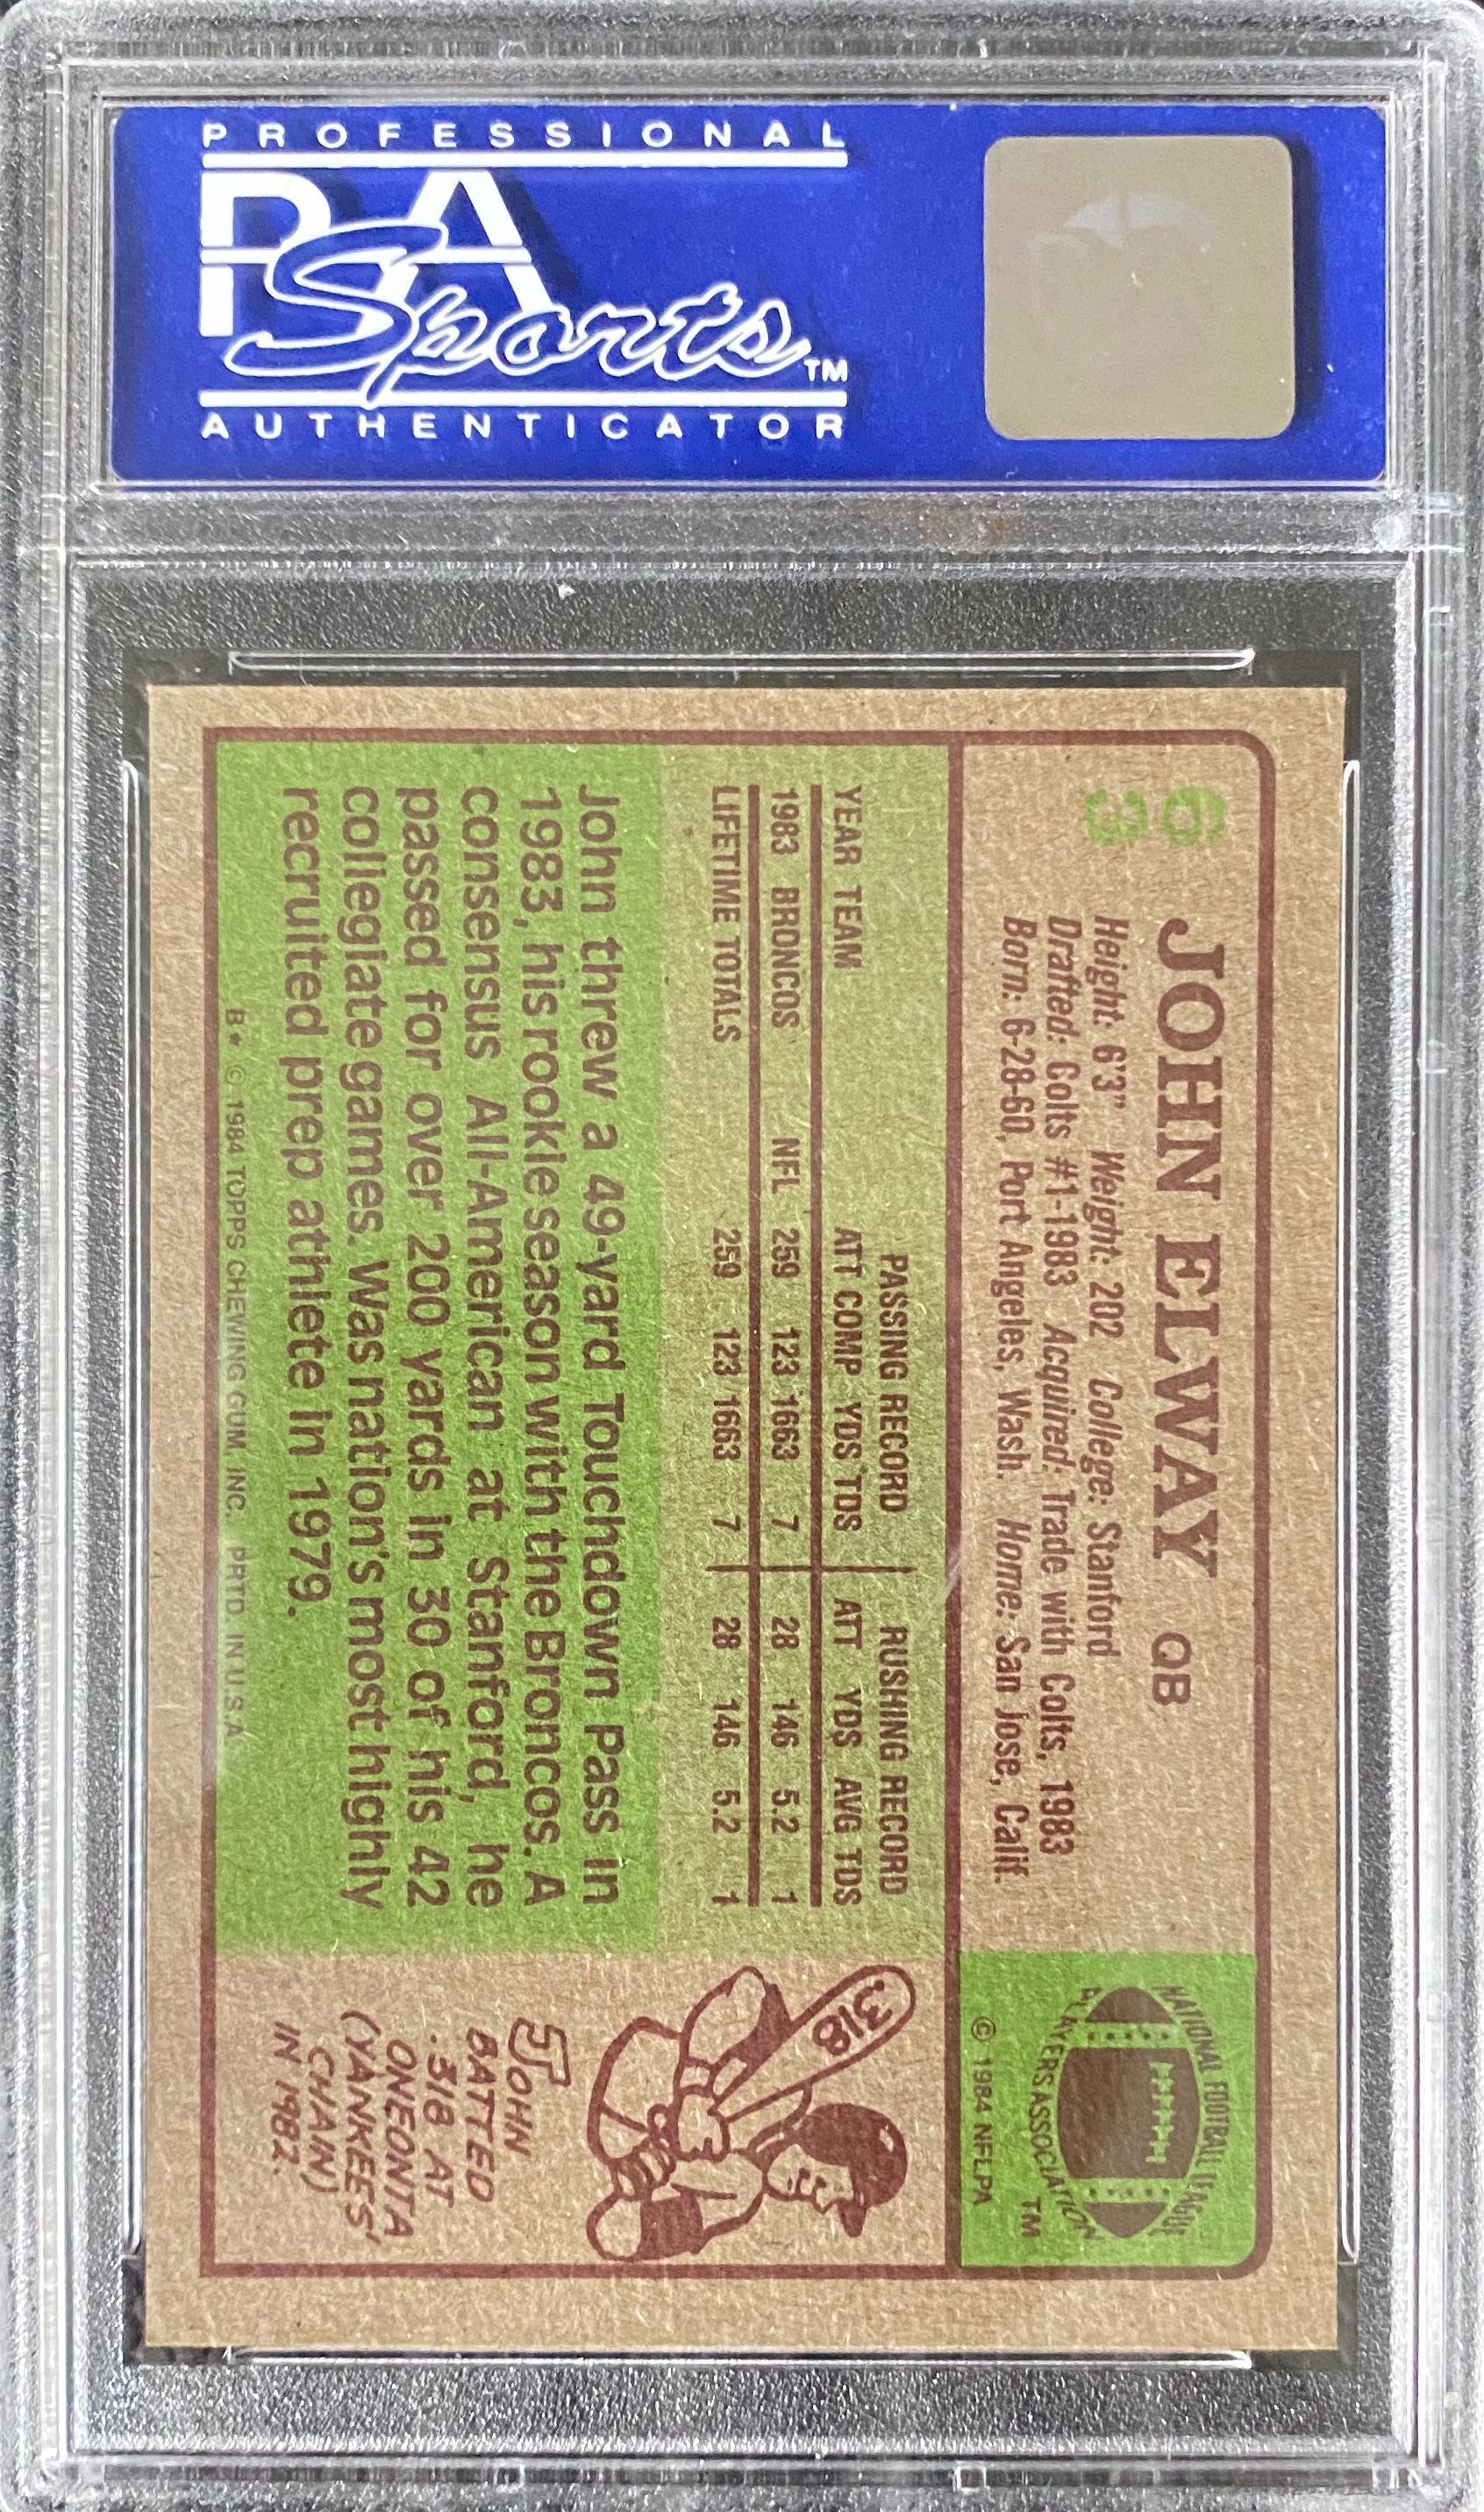 PROFESSIONAL
PSA
Sports™
AUTHENTICATOR
63
JOHN ELWAY QB
Height: 6'3" Weight: 202 College: Stanford
Drafted: Colts #1-1983 Acquired: Trade with Colts, 1983
Born: 6-28-60, Port Angeles, Wash. Home: San Jose, Calif.
NATIONAL FOOTBALL LEAGUE
PLAYERS ASSOCIATION
TM
© 1984 NFLPA
PASSING RECORD RUSHING RECORD
YEAR TEAM ATT COMP YDS TDS ATT YDS AVG TDS
1983 BRONCOS NFL 259 123 1663 7 28 146 5.2 1
LIFETIME TOTALS 259 123 1663 7 28 146 5.2 1
John threw a 49-yard Touchdown Pass in
1983, his rookie season with the Broncos. A
consensus All-American at Stanford, he
passed for over 200 yards in 30 of his 42
collegiate games. Was nation's most highly
recruited prep athlete in 1979.
.318
JOHN
BATTED
.318 AT
ONEONTA
(YANKEES'
CHAIN)
IN 1982.
B* © 1984 TOPPS CHEWING GUM, INC. PRTD. IN U.S.A.